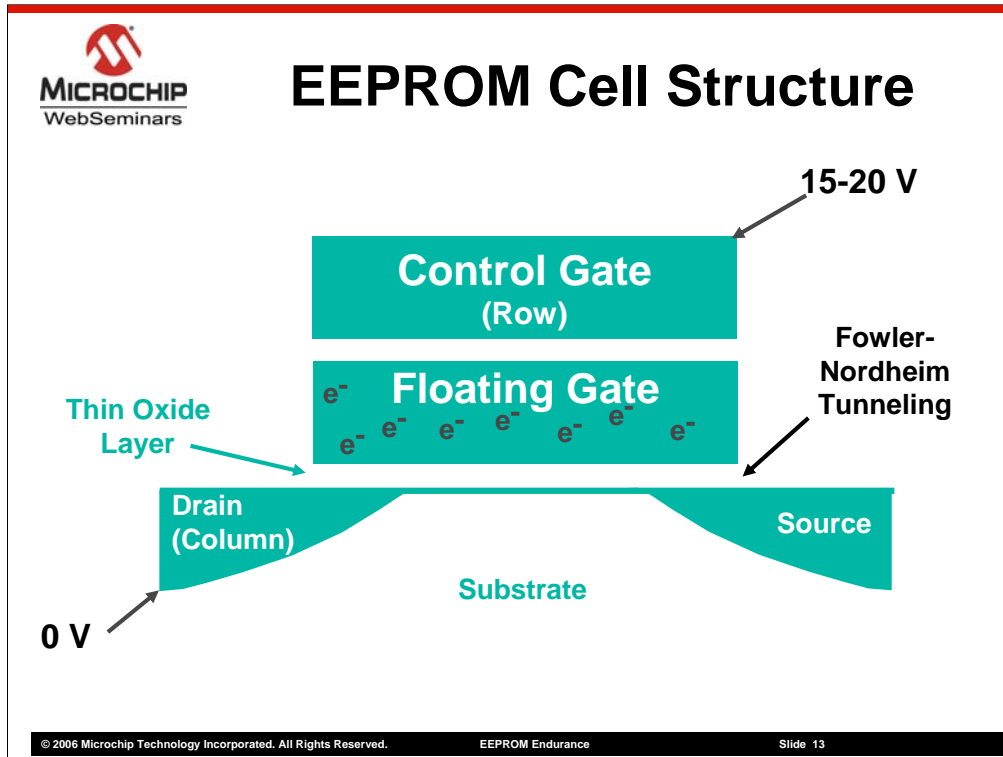 MICROCHIP
WebSeminars
EEPROM Cell Structure
15-20 V
Control Gate
(Row)
Fowler-
Nordheim
Tunneling
Floating Gate
e-
e- e- e- e- e- e- e-
Thin Oxide
Layer
Drain
(Column)
Source
Substrate
0 V
© 2006 Microchip Technology Incorporated. All Rights Reserved. EEPROM Endurance Slide 13